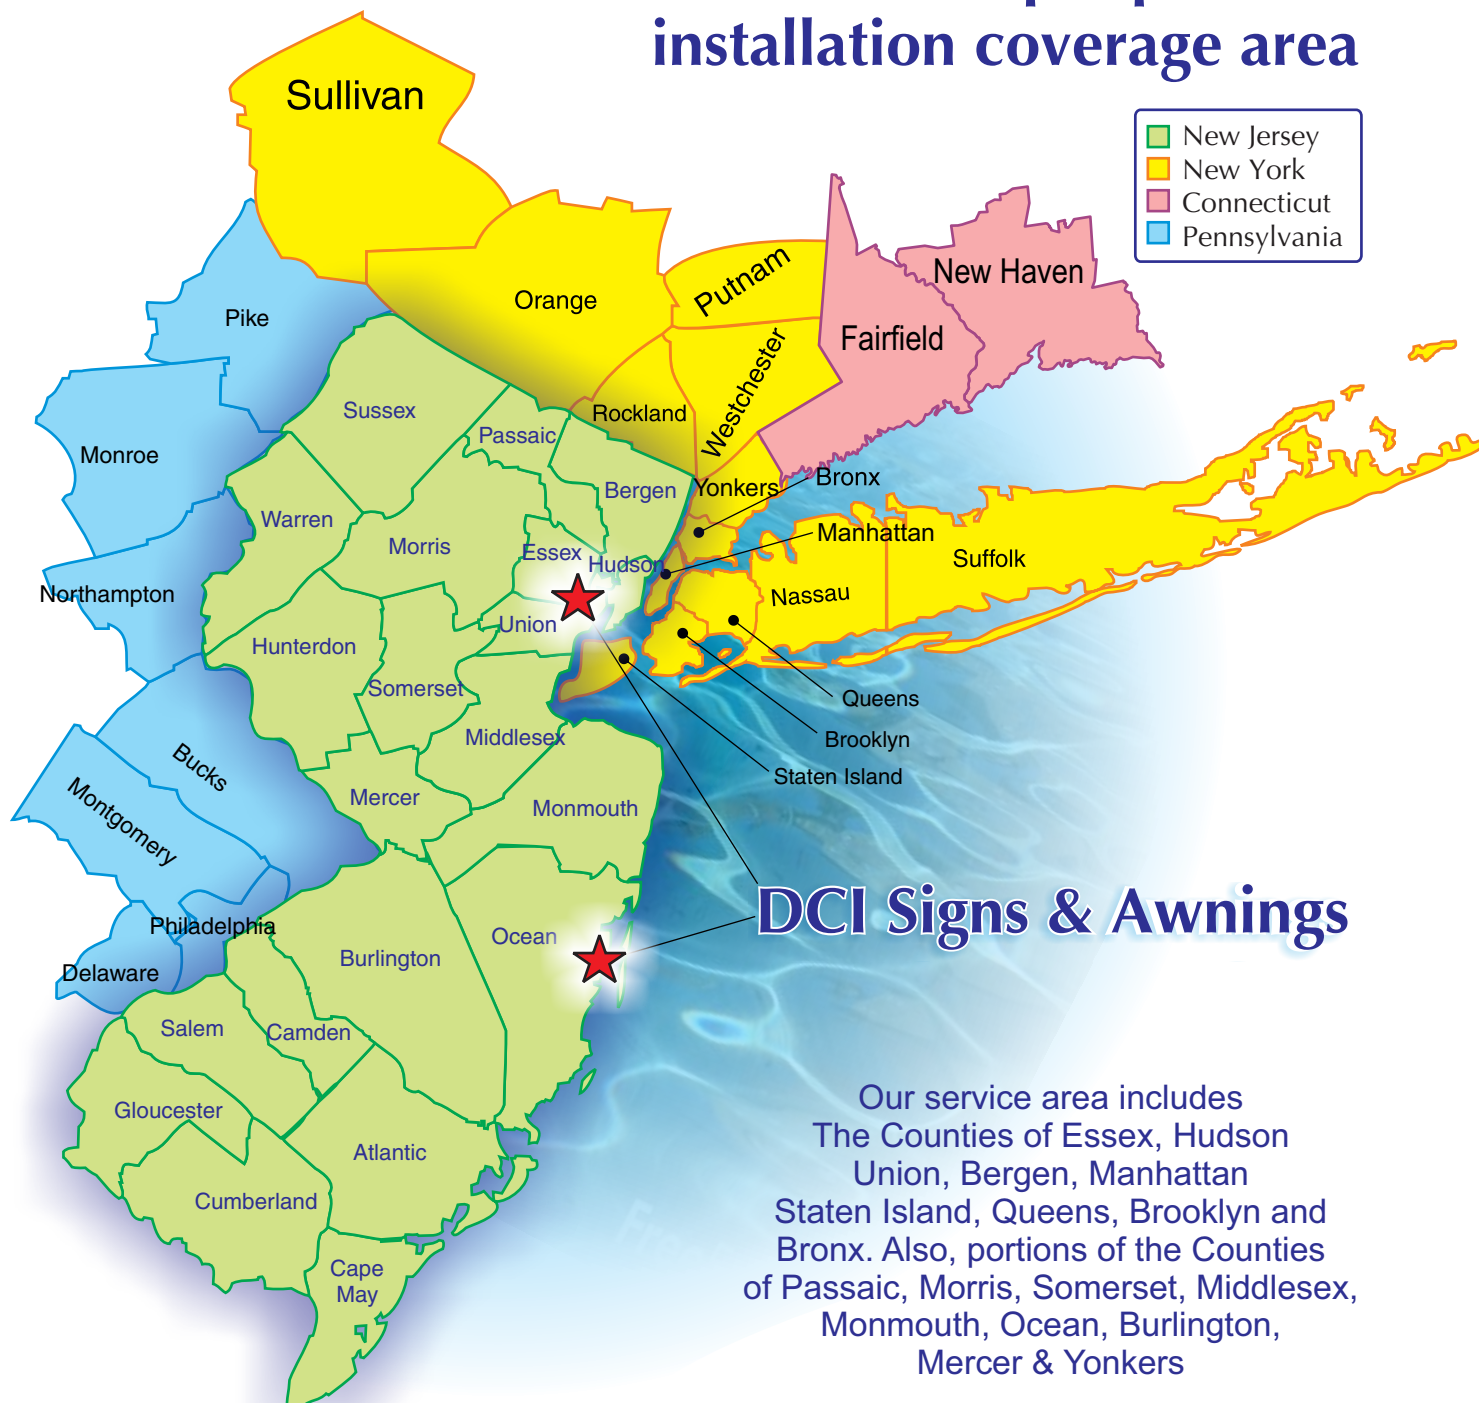 installation coverage area
New Jersey
New York
Connecticut
Pennsylvania
Sullivan
Pike
Orange
Putnam
New Haven
Fairfield
Westchester
Rockland
Sussex
Passaic
Monroe
Bergen
Yonkers
Bronx
Warren
Morris
Essex
Hudson
Manhattan
Suffolk
Nassau
Northampton
Union
Hunterdon
Somerset
Queens
Middlesex
Brooklyn
Staten Island
Bucks
Mercer
Monmouth
Montgomery
DCI Signs & Awnings
Philadelphia
Ocean
Burlington
Delaware
Salem
Camden
Gloucester
Atlantic
Cumberland
Cape
May
Our service area includes
The Counties of Essex, Hudson
Union, Bergen, Manhattan
Staten Island, Queens, Brooklyn and
Bronx. Also, portions of the Counties
of Passaic, Morris, Somerset, Middlesex,
Monmouth, Ocean, Burlington,
Mercer & Yonkers